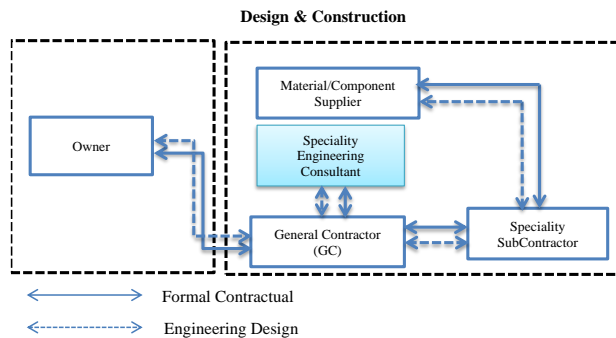 Design & Construction
Material/Component
Supplier
Owner
Speciality
Engineering
Consultant
General Contractor
(GC)
Speciality
SubContractor
Formal Contractual
Engineering Design